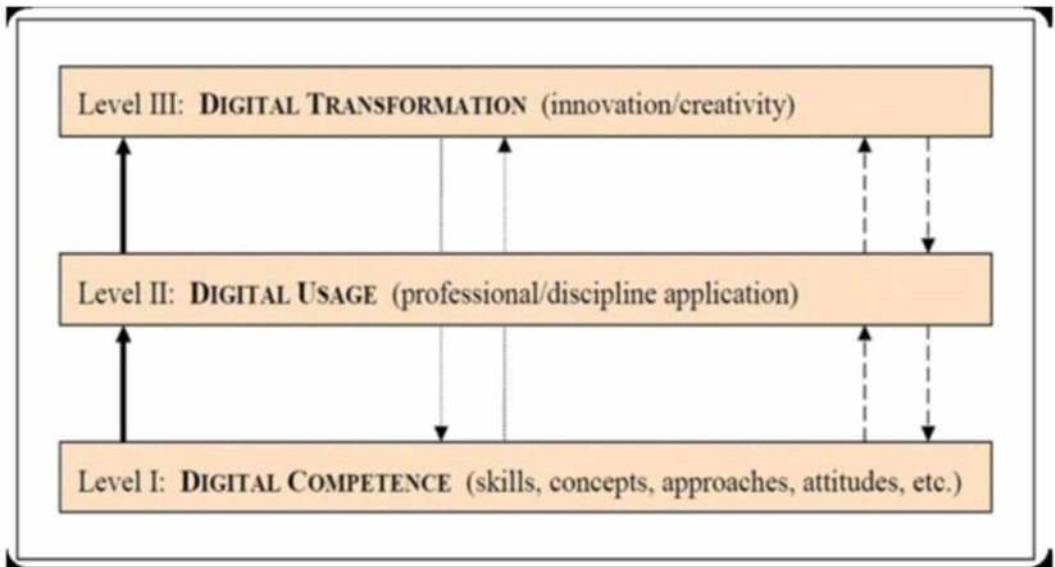 Level III: DIGITAL TRANSFORMATION (innovation/creativity)
Level II: DIGITAL USAGE (professional/discipline application)
Level I: DIGITAL COMPETENCE (skills, concepts, approaches, attitudes, etc.)